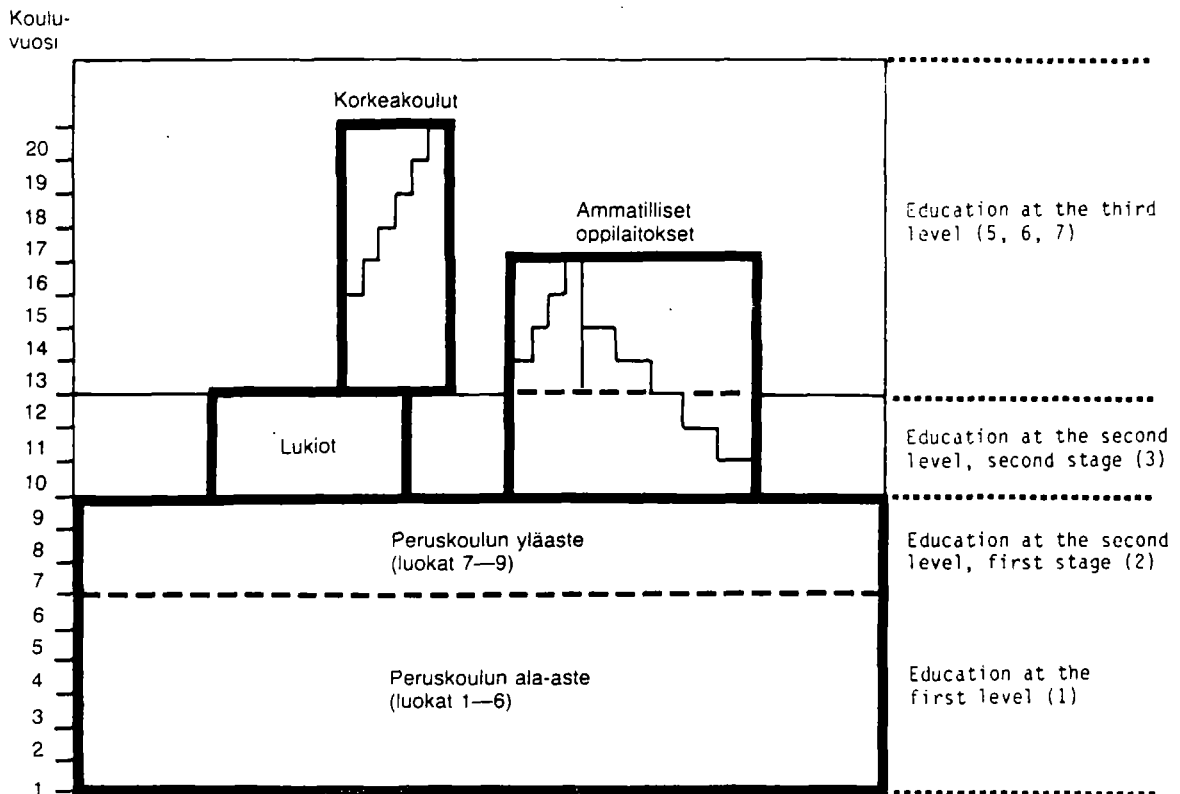 Koulu-
vuosi
Korkeakoulut
20
19
18
17
16
15
14
13
12
11
10
9
8
7
6
5
4
3
2
1
Ammatilliset
oppilaitokset
Lukiot
Peruskoulun yläaste
(luokat 7—9)
Peruskoulun ala-aste
(luokat 1—6)
Education at the third
level (5, 6, 7)
Education at the second
level, second stage (3)
Education at the second
level, first stage (2)
Education at the
first level (1)